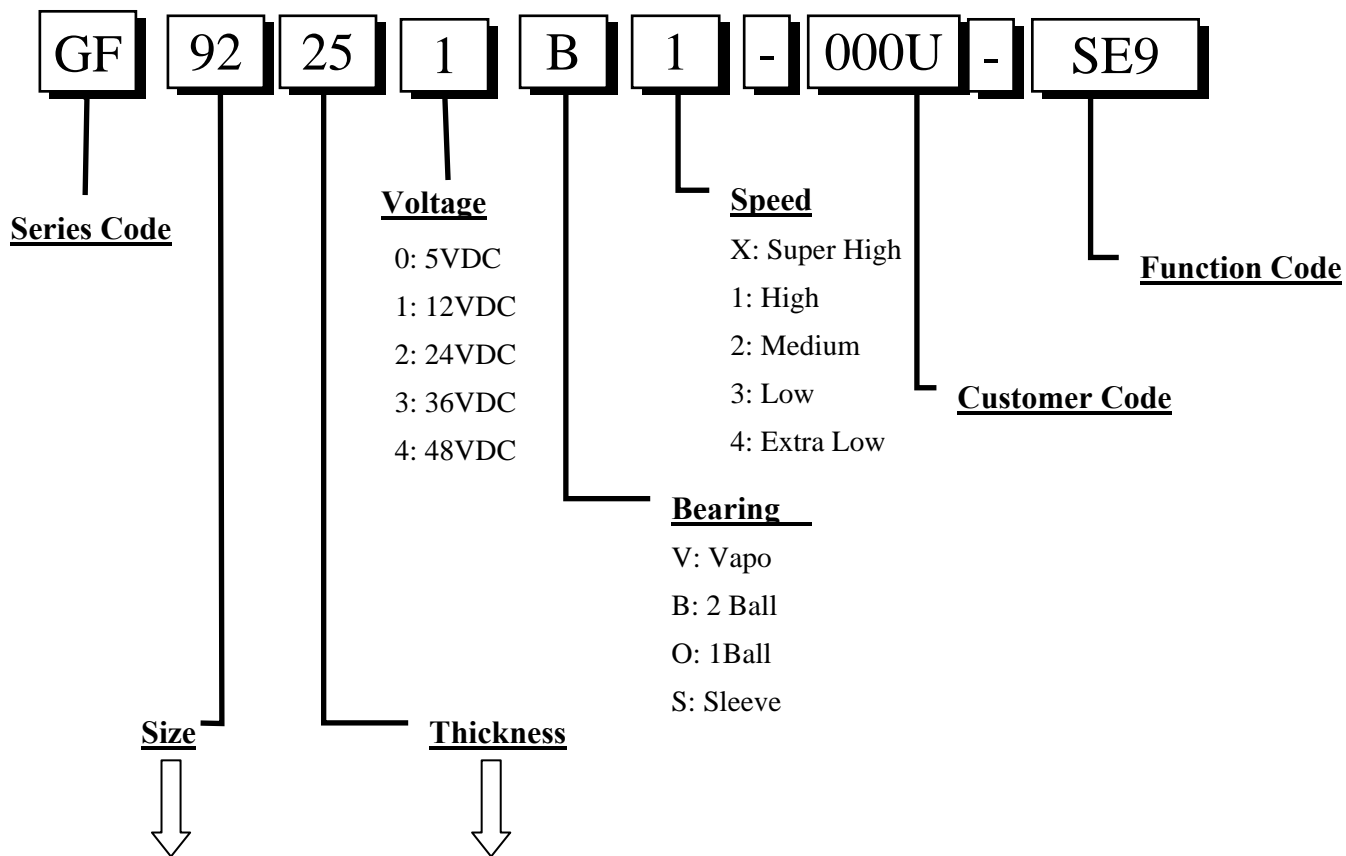 GF 92 25 1 B 1 - 000U - SE9
Series Code
Voltage
0: 5VDC
1: 12VDC
2: 24VDC
3: 36VDC
4: 48VDC
Speed
X: Super High
1: High
2: Medium
3: Low
4: Extra Low
Function Code
Customer Code
Bearing
V: Vapo
B: 2 Ball
O: 1Ball
S: Sleeve
Size
Thickness